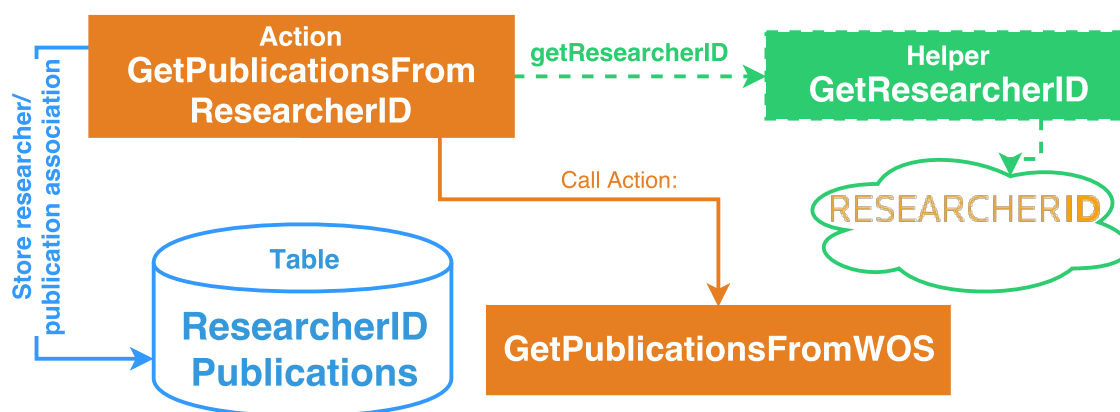 Action
GetPublicationsFrom
ResearcherID
getResearcherID
Helper
GetResearcherID
Store researcher/
publication association
Call Action:
RESEARCHERID
Table
ResearcherID
Publications
GetPublicationsFromWOS